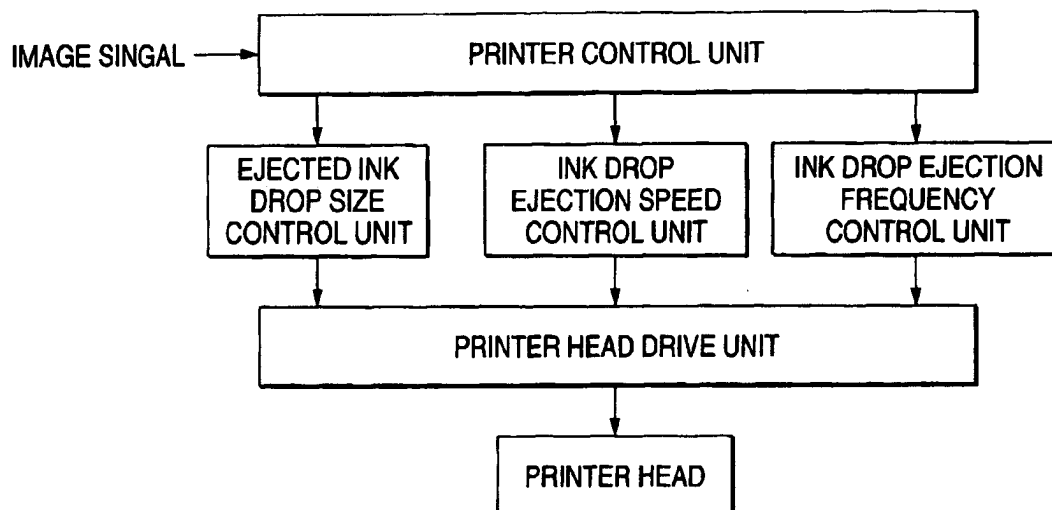 IMAGE SINGAL
PRINTER CONTROL UNIT
EJECTED INK
DROP SIZE
CONTROL UNIT
INK DROP
EJECTION SPEED
CONTROL UNIT
INK DROP EJECTION
FREQUENCY
CONTROL UNIT
PRINTER HEAD DRIVE UNIT
PRINTER HEAD